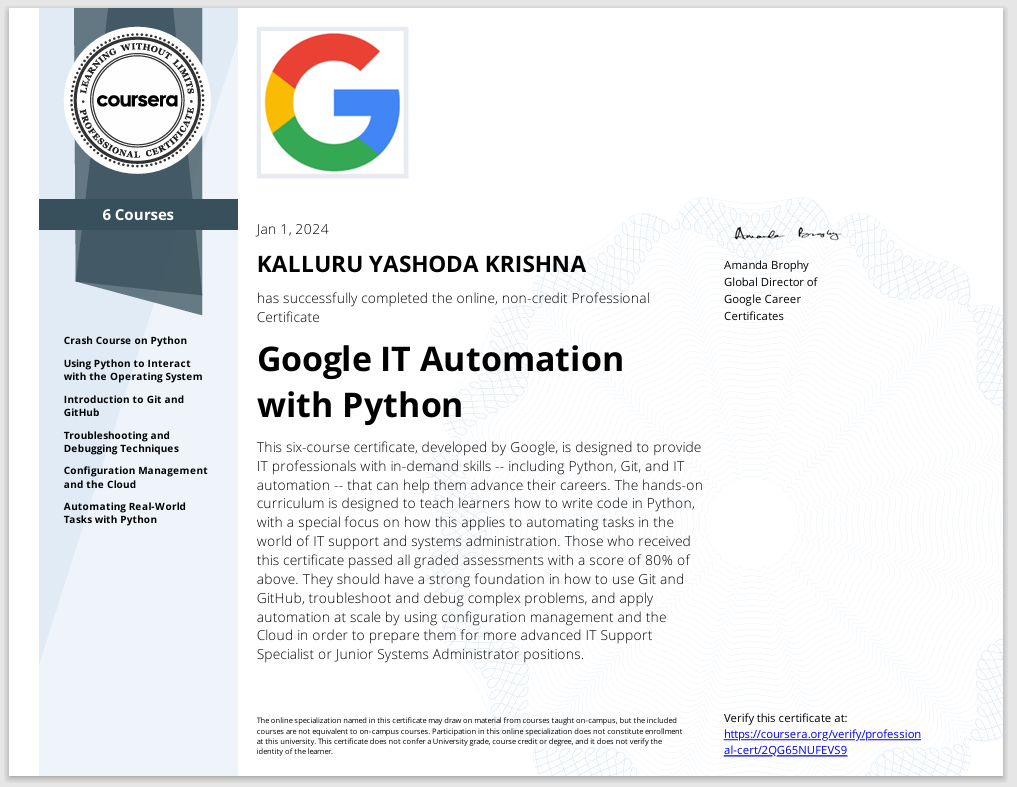 LEARNING WITHOUT LIMITS
coursera
PROFESSIONAL CERTIFICATE
6 Courses
Crash Course on Python
Using Python to Interact
with the Operating System
Introduction to Git and
GitHub
Troubleshooting and
Debugging Techniques
Configuration Management
and the Cloud
Automating Real-World
Tasks with Python
Jan 1, 2024
KALLURU YASHODA KRISHNA
has successfully completed the online, non-credit Professional
Certificate
Google IT Automation
with Python
This six-course certificate, developed by Google, is designed to provide
IT professionals with in-demand skills -- including Python, Git, and IT
automation -- that can help them advance their careers. The hands-on
curriculum is designed to teach learners how to write code in Python,
with a special focus on how this applies to automating tasks in the
world of IT support and systems administration. Those who received
this certificate passed all graded assessments with a score of 80% of
above. They should have a strong foundation in how to use Git and
GitHub, troubleshoot and debug complex problems, and apply
automation at scale by using configuration management and the
Cloud in order to prepare them for more advanced IT Support
Specialist or Junior Systems Administrator positions.
Amanda Brophy
Amanda Brophy
Global Director of
Google Career
Certificates
The online specialization named in this certificate may draw on material from courses taught on-campus, but the included
courses are not equivalent to on-campus courses. Participation in this online specialization does not constitute enrollment
at this university. This certificate does not confer a University grade, course credit or degree, and it does not verify the
identity of the learner.
Verify this certificate at:
https://coursera.org/verify/profession
al-cert/2QG65NUFEVS9